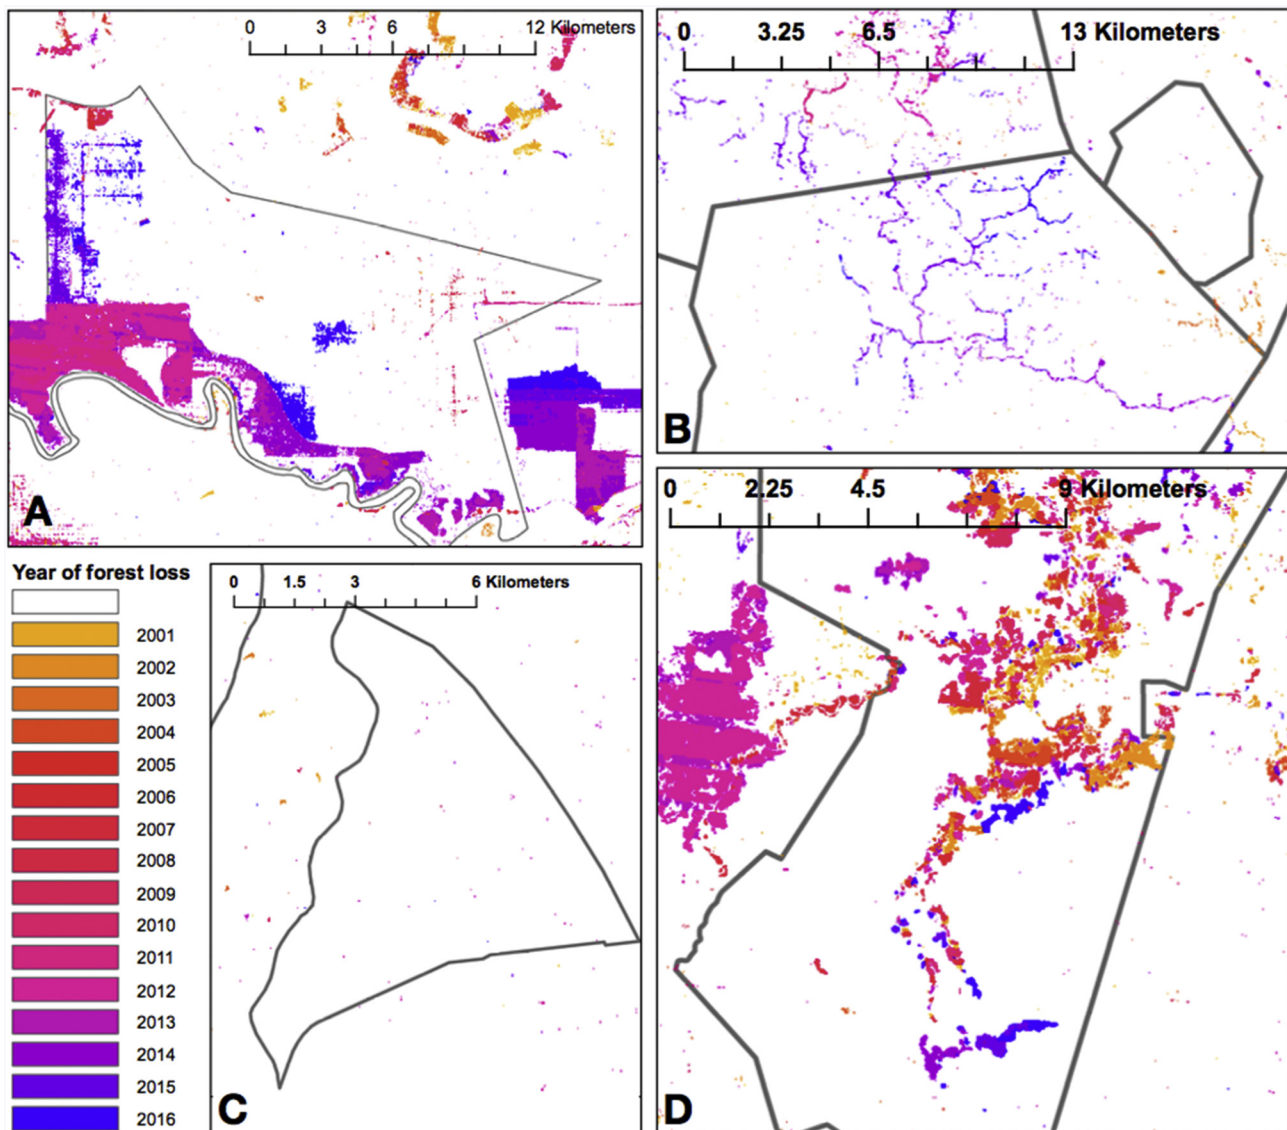 0 3 6 12 Kilometers
A
0 3.25 6.5 13 Kilometers
B
Year of forest loss
2001
2002
2003
2004
2005
2006
2007
2008
2009
2010
2011
2012
2013
2014
2015
2016
0 1.5 3 6 Kilometers
C
0 2.25 4.5 9 Kilometers
D